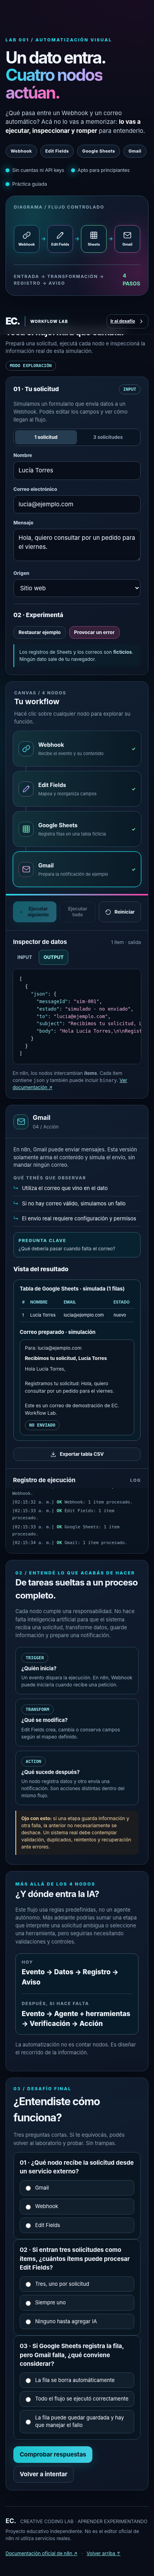 LAB 001 / AUTOMATIZACIÓN VISUAL
Un dato entra.
Cuatro nodos
actúan.
¿Qué pasa entre un Webhook y un correo
automático? No lo vas a memorizar: lo vas a
ejecutar, inspeccionar y romper para entenderlo.
Webhook
Edit Fields
Google Sheets
Gmail
Sin cuentas ni API keys
Apto para principiantes
Práctica guiada
DIAGRAMA / FLUJO CONTROLADO
Webhook
Edit Fields
Sheets
Gmail
ENTRADA → TRANSFORMACIÓN →
REGISTRO → AVISO
4
PASOS
EC.
WORKFLOW LAB
Ir al desafío
Prepará una solicitud, ejecutá cada nodo e inspeccioná la
información real de esta simulación.
MODO EXPLORACIÓN
01 · Tu solicitud
INPUT
Simulamos un formulario que envía datos a un
Webhook. Podés editar los campos y ver cómo
llegan al flujo.
1 solicitud
3 solicitudes
Nombre
Lucía Torres
Correo electrónico
lucia@ejemplo.com
Mensaje
Hola, quiero consultar por un pedido para
el viernes.
Origen
Sitio web
02 · Experimentá
Restaurar ejemplo
Provocar un error
Los registros de Sheets y los correos son ficticios.
Ningún dato sale de tu navegador.
CANVAS / 4 NODOS
Tu workflow
Hacé clic sobre cualquier nodo para explorar su
función.
Webhook
Recibe el evento y su contenido
Edit Fields
Mapea y reorganiza campos
Google Sheets
Registra filas en una tabla ficticia
Gmail
Prepara la notificación de ejemplo
Ejecutar
siguiente
Ejecutar
todo
Reiniciar
Inspector de datos
1 ítem · salida
INPUT
OUTPUT
[
{
"json": {
"messageId": "sim-001",
"estado": "simulado · no enviado",
"to": "lucia@ejemplo.com",
"subject": "Recibimos tu solicitud, L
"body": "Hola Lucía Torres,\n\nRegist
}
}
]
En n8n, los nodos intercambian ítems. Cada ítem
contiene json y también puede incluir binary. Ver
documentación ↗
Gmail
04 / Acción
En n8n, Gmail puede enviar mensajes. Esta versión
solamente arma el contenido y simula el envío, sin
mandar ningún correo.
QUÉ TENÉS QUE OBSERVAR
Utiliza el correo que vino en el dato
Si no hay correo válido, simulamos un fallo
El envío real requiere configuración y permisos
PREGUNTA CLAVE
¿Qué debería pasar cuando falla el correo?
Vista del resultado
Tabla de Google Sheets · simulada (1 filas)
# NOMBRE EMAIL ESTADO
1 Lucía Torres lucia@ejemplo.com nuevo
Correo preparado · simulación
Para: lucia@ejemplo.com
Recibimos tu solicitud, Lucía Torres
Hola Lucía Torres,
Registramos tu solicitud: Hola, quiero
consultar por un pedido para el viernes.
Este es un correo de demostración de EC.
Workflow Lab.
NO ENVIADO
Exportar tabla CSV
Registro de ejecución
LOG
Webhook.
[02:15:32 a. m.] OK Webhook: 1 ítem procesado.
[02:15:33 a. m.] OK Edit Fields: 1 ítem
procesado.
[02:15:33 a. m.] OK Google Sheets: 1 ítem
procesado.
[02:15:34 a. m.] OK Gmail: 1 ítem procesado.
02 / ENTENDÉ LO QUE ACABÁS DE HACER
De tareas sueltas a un proceso
completo.
Cada nodo cumple una responsabilidad. No hace
falta inteligencia artificial para que el sistema
reciba una solicitud, transforme sus campos, guarde
información y prepare una notificación.
TRIGGER
¿Quién inicia?
Un evento dispara la ejecución. En n8n, Webhook
puede iniciarla cuando recibe una petición.
TRANSFORM
¿Qué se modifica?
Edit Fields crea, cambia o conserva campos
según el mapeo definido.
ACTION
¿Qué sucede después?
Un nodo registra datos y otro envía una
notificación. Son acciones distintas dentro del
mismo flujo.
Ojo con esto: si una etapa guarda información y
otra falla, la anterior no necesariamente se
deshace. Un sistema real debe contemplar
validación, duplicados, reintentos y recuperación
ante errores.
MÁS ALLÁ DE LOS 4 NODOS
¿Y dónde entra la IA?
Este flujo usa reglas predefinidas, no un agente
autónomo. Más adelante podrías agregar una etapa
que interprete una solicitud ambigua o seleccione
una herramienta, pero seguirías necesitando
validaciones y controles.
HOY
Evento → Datos → Registro →
Aviso
DESPUÉS, SI HACE FALTA
Evento → Agente + herramientas
→ Verificación → Acción
La automatización no es contar nodos. Es diseñar
el recorrido de la información.
03 / DESAFÍO FINAL
¿Entendiste cómo
funciona?
Tres preguntas cortas. Si te equivocás, podés
volver al laboratorio y probar. Sin trampas.
01 · ¿Qué nodo recibe la solicitud desde
un servicio externo?
Gmail
Webhook
Edit Fields
02 · Si entran tres solicitudes como
ítems, ¿cuántos ítems puede procesar
Edit Fields?
Tres, uno por solicitud
Siempre uno
Ninguno hasta agregar IA
03 · Si Google Sheets registra la fila,
pero Gmail falla, ¿qué conviene
considerar?
La fila se borra automáticamente
Todo el flujo se ejecutó correctamente
La fila puede quedar guardada y hay
que manejar el fallo
Comprobar respuestas
Volver a intentar
EC. CREATIVE CODING LAB · APRENDER EXPERIMENTANDO
Proyecto educativo independiente. No es el editor oficial de
n8n ni utiliza servicios reales.
Documentación oficial de n8n ↗ · Volver arriba ↑